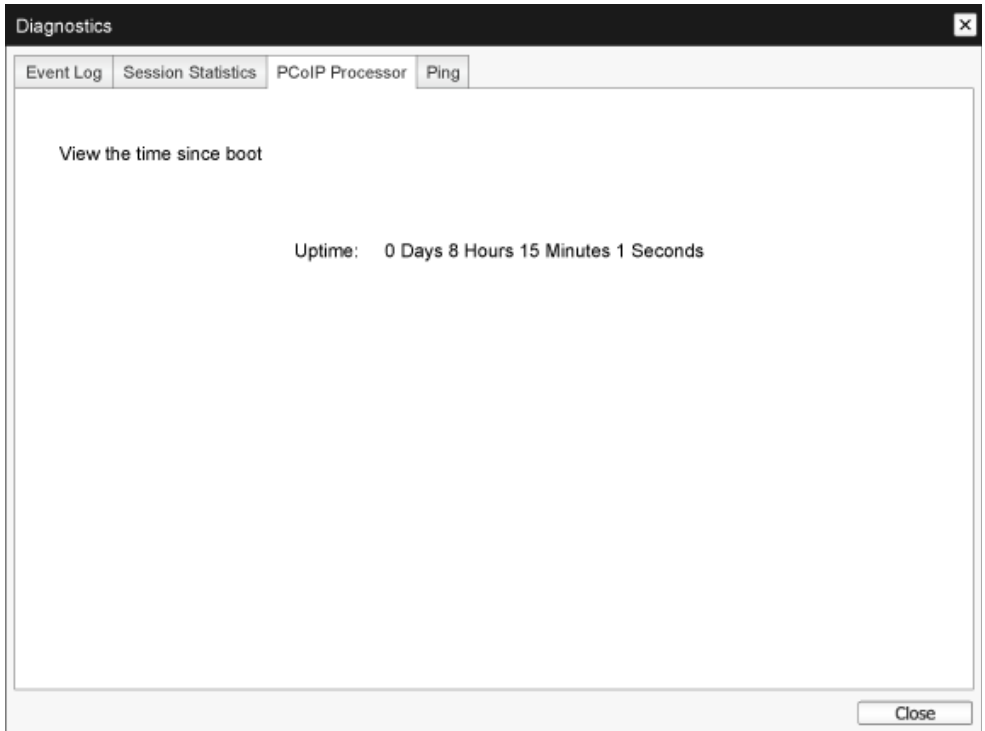 Diagnostics
Event Log Session Statistics PCoIP Processor Ping
View the time since boot
Uptime: 0 Days 8 Hours 15 Minutes 1 Seconds
Close